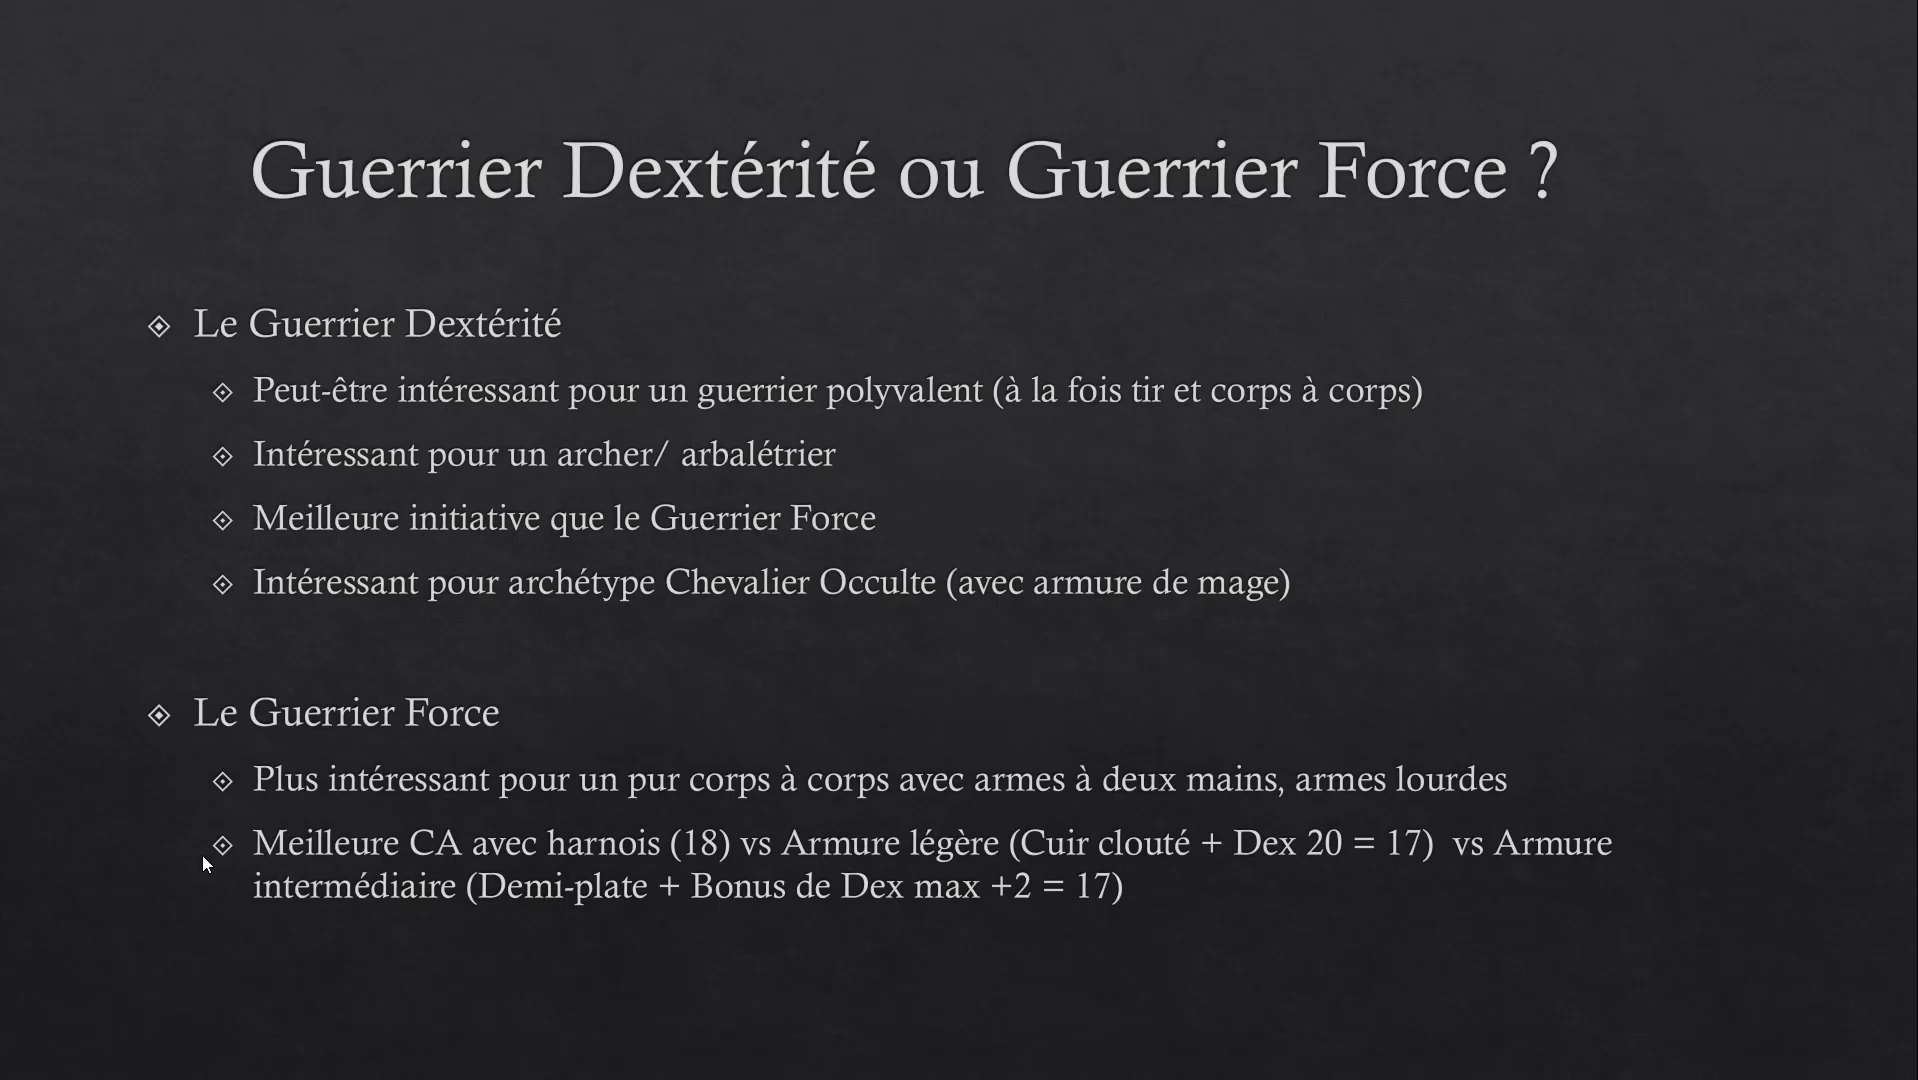 Guerrier Dextérité ou Guerrier Force ?
Le Guerrier Dextérité
Peut-être intéressant pour un guerrier polyvalent (à la fois tir et corps à corps)
Intéressant pour un archer/ arbalétrier
Meilleure initiative que le Guerrier Force
Intéressant pour archétype Chevalier Occulte (avec armure de mage)
Le Guerrier Force
Plus intéressant pour un pur corps à corps avec armes à deux mains, armes lourdes
Meilleure CA avec harnois (18) vs Armure légère (Cuir clouté + Dex 20 = 17)  vs Armure
intermédiaire (Demi-plate + Bonus de Dex max +2 = 17)